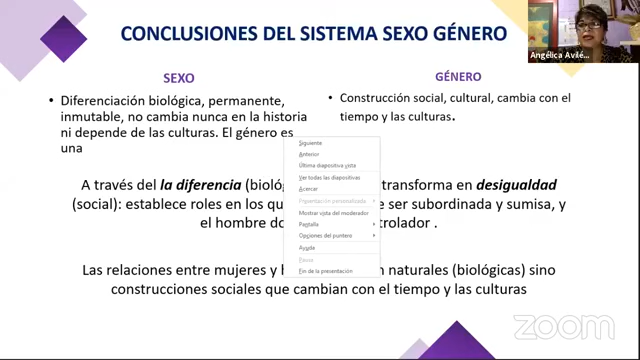 CONCLUSIONES DEL SISTEMA SEXO GÉNERO
SEXO
• Diferenciación biológica, permanente,
inmutable, no cambia nunca en la historia
ni depende de las culturas. El género es
una
GÉNERO
• Construcción social, cultural, cambia con el
tiempo y las culturas.
A través del la diferencia transforma en desigualdad
(social): establece roles en los ser subordinada y sumisa, y
el hombre
Las relaciones entre mujeres y naturales (biológicas) sino
construcciones sociales que cambian con el tiempo y las culturas
Siguiente
Anterior
Última diapositiva vista
Ver todas las diapositivas
Acercar
Presentación personalizada
Mostrar vista del moderador
Pantalla
Opciones del puntero
Ayuda
Pausa
Fin de la presentación
Angélica Avilé...
zoom